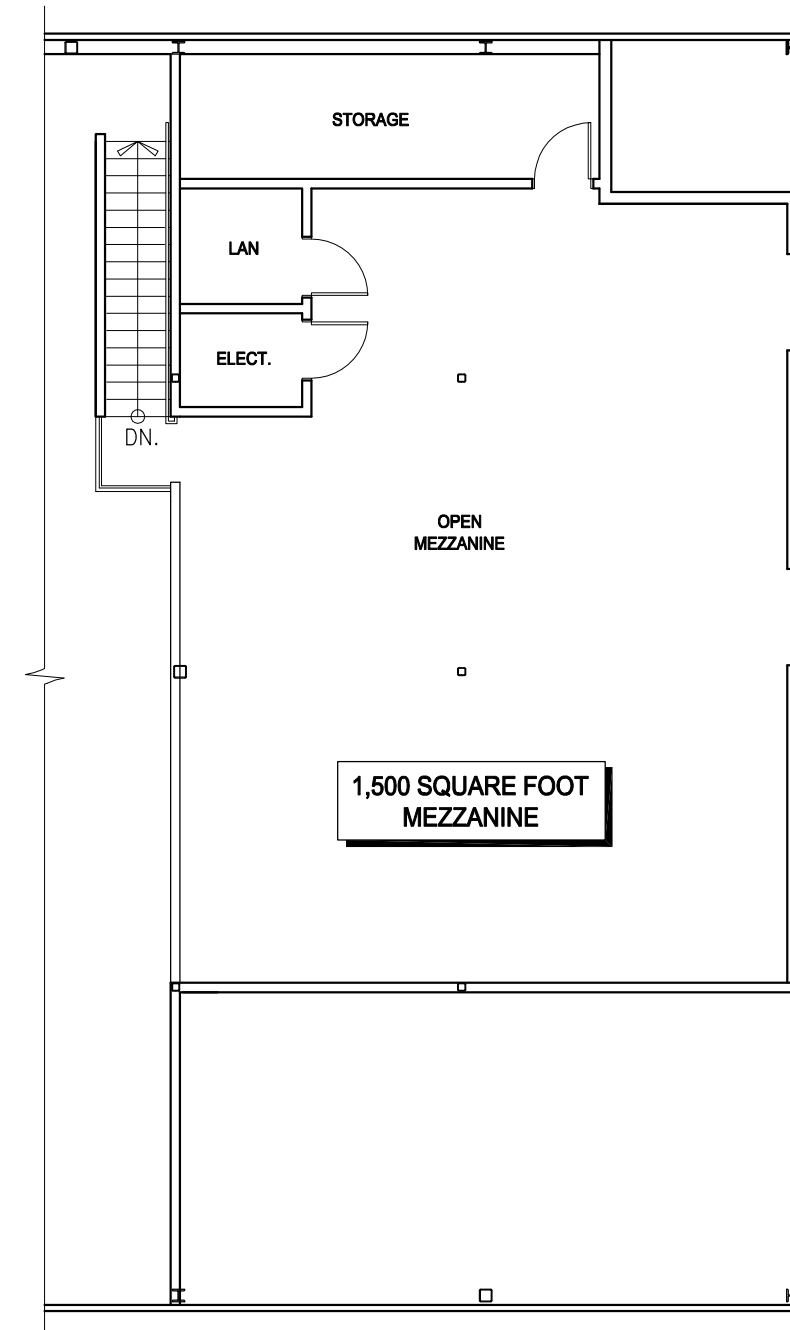 STORAGE
LAN
ELECT.
DN.
OPEN
MEZZANINE
1,500 SQUARE FOOT
MEZZANINE